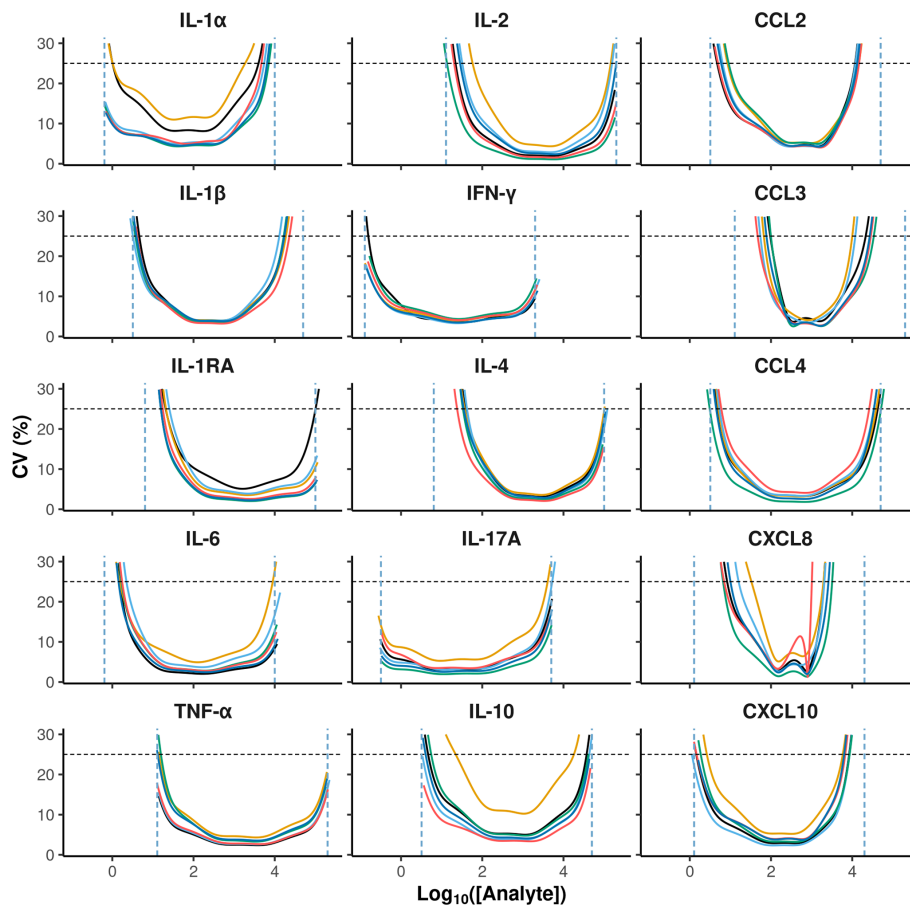 IL-1α IL-2 CCL2
30
20
10
0
IL-1β IFN-γ CCL3
30
20
10
0
IL-1RA IL-4 CCL4
30
20
10
0
IL-6 IL-17A CXCL8
30
20
10
0
TNF-α IL-10 CXCL10
30
20
10
0
CV (%)
0 2 4 0 2 4 0 2 4
Log₁₀([Analyte])